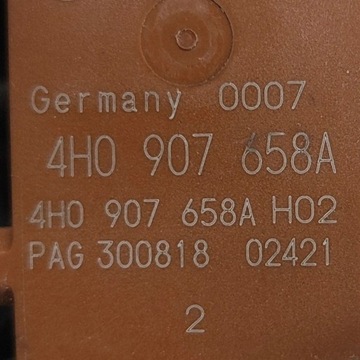 Germany 0007
4H0 907 658A
4H0 907 658A H02
PAG 300818 02421
2